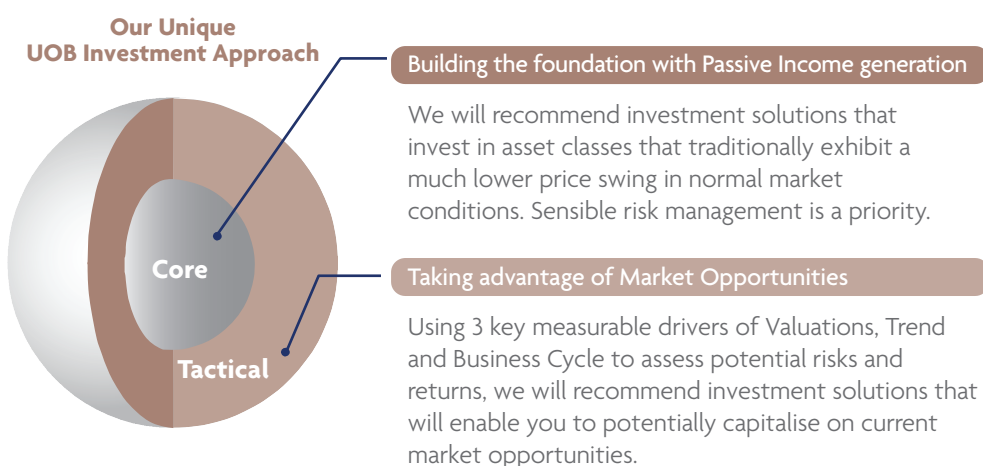 Our Unique
UOB Investment Approach
Building the foundation with Passive Income generation
We will recommend investment solutions that
invest in asset classes that traditionally exhibit a
much lower price swing in normal market
conditions. Sensible risk management is a priority.
Core
Taking advantage of Market Opportunities
Using 3 key measurable drivers of Valuations, Trend
and Business Cycle to assess potential risks and
returns, we will recommend investment solutions that
will enable you to potentially capitalise on current
market opportunities.
Tactical